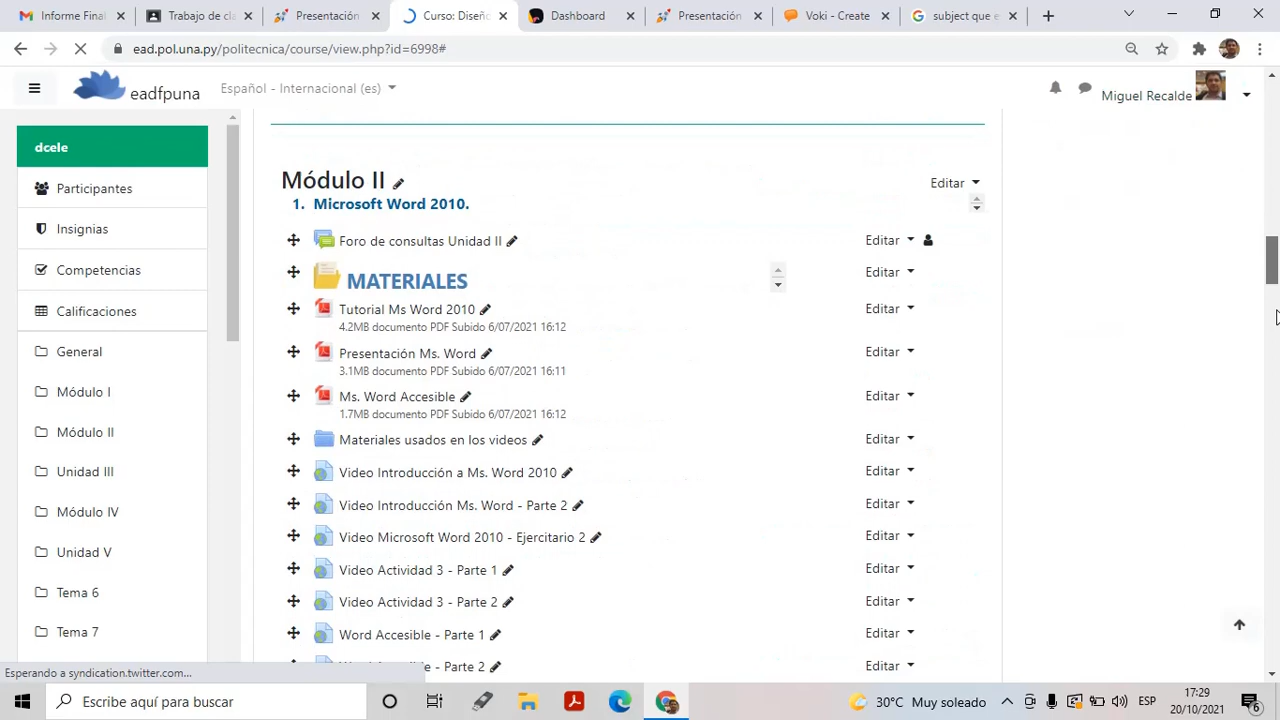 Informe Final
Trabajo de cla
Presentación
Curso: Diseño
Dashboard
Presentación
Voki - Create
subject que e
ead.pol.una.py/politecnica/course/view.php?id=6998#
eadfpuna
Español - Internacional (es)
Miguel Recalde
dcele
Participantes
Insignias
Competencias
Calificaciones
General
Módulo I
Módulo II
Unidad III
Módulo IV
Unidad V
Tema 6
Tema 7
Módulo II
Editar
1. Microsoft Word 2010.
Foro de consultas Unidad II
Editar
MATERIALES
Editar
Tutorial Ms Word 2010
Editar
4.2MB documento PDF Subido 6/07/2021 16:12
Presentación Ms. Word
Editar
3.1MB documento PDF Subido 6/07/2021 16:11
Ms. Word Accesible
Editar
1.7MB documento PDF Subido 6/07/2021 16:12
Materiales usados en los videos
Editar
Video Introducción a Ms. Word 2010
Editar
Video Introducción Ms. Word - Parte 2
Editar
Video Microsoft Word 2010 - Ejercitario 2
Editar
Video Actividad 3 - Parte 1
Editar
Video Actividad 3 - Parte 2
Editar
Word Accesible - Parte 1
Editar
e - Parte 2
Editar
Esperando a syndication.twitter.com...
Escribe aquí para buscar
30°C Muy soleado
ESP
17:29
20/10/2021
6